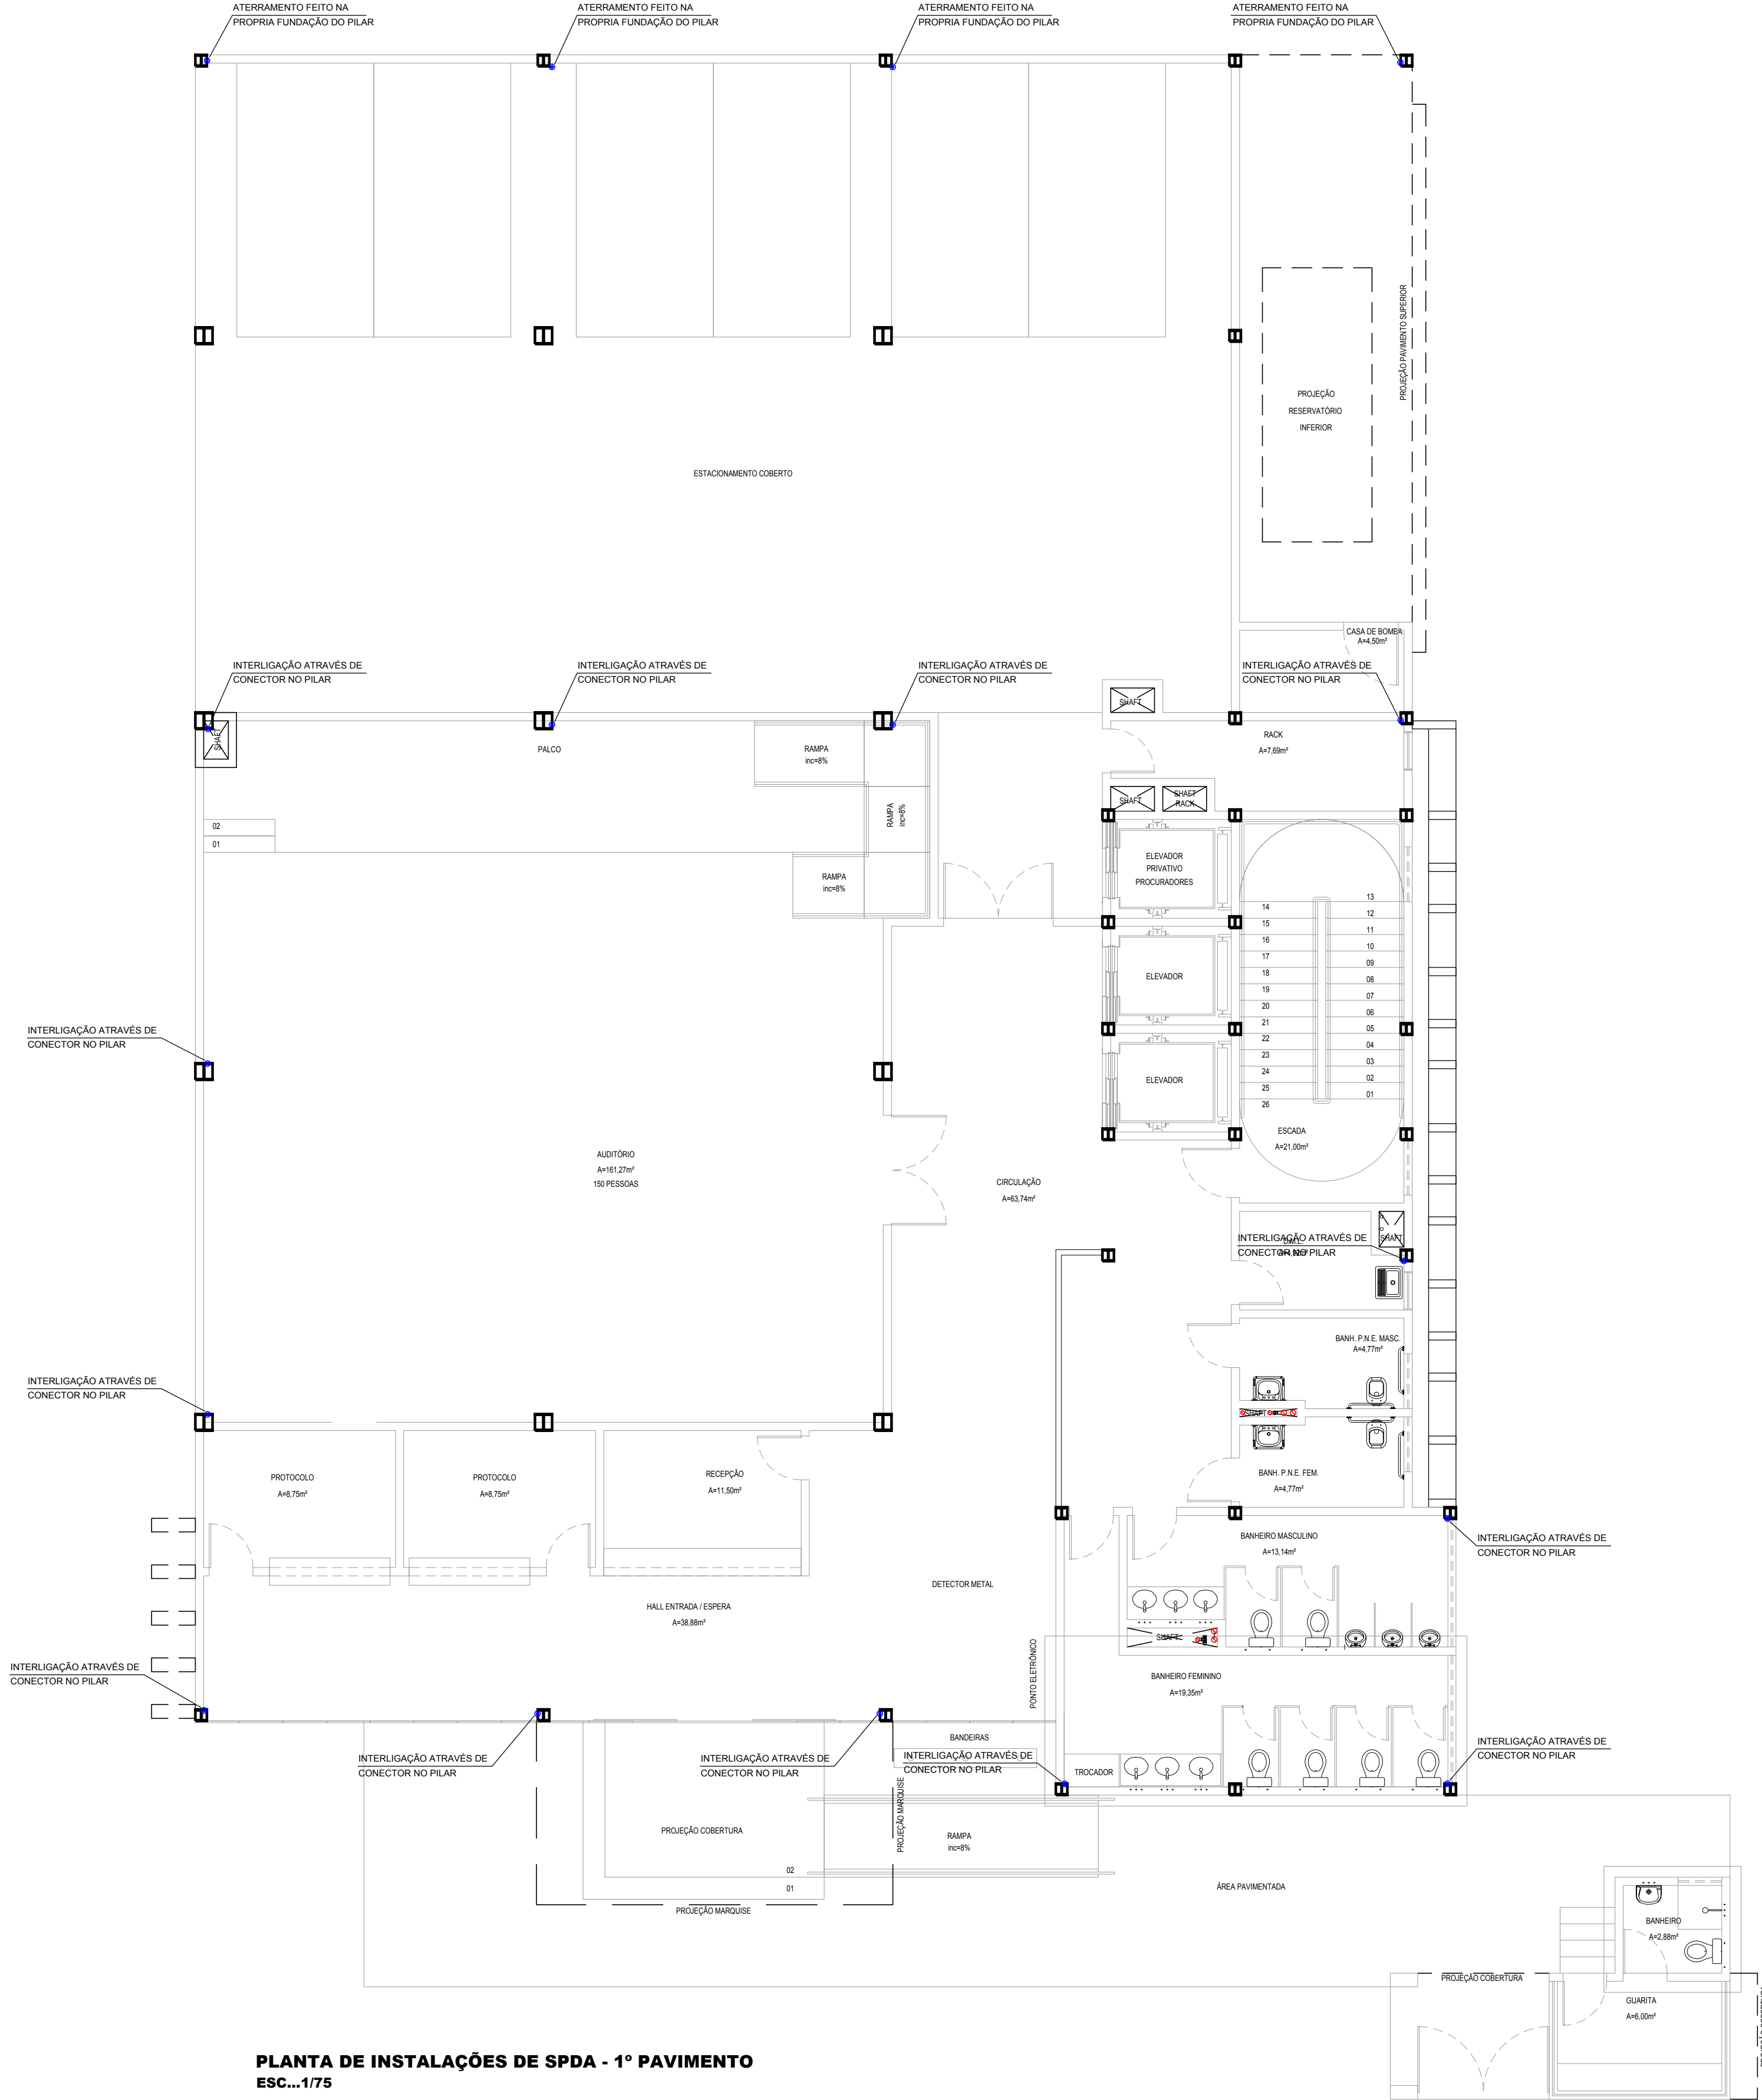 ATERRAMENTO FEITO NA
PROPRIA FUNDAÇÃO DO PILAR
ATERRAMENTO FEITO NA
PROPRIA FUNDAÇÃO DO PILAR
ATERRAMENTO FEITO NA
PROPRIA FUNDAÇÃO DO PILAR
ATERRAMENTO FEITO NA
PROPRIA FUNDAÇÃO DO PILAR
PROJEÇÃO PAVIMENTO SUPERIOR
PROJEÇÃO
RESERVATÓRIO
INFERIOR
ESTACIONAMENTO COBERTO
CASA DE BOMBA
A=4,50m²
INTERLIGAÇÃO ATRAVÉS DE
CONECTOR NO PILAR
INTERLIGAÇÃO ATRAVÉS DE
CONECTOR NO PILAR
INTERLIGAÇÃO ATRAVÉS DE
CONECTOR NO PILAR
INTERLIGAÇÃO ATRAVÉS DE
CONECTOR NO PILAR
SHAFT
SHAFT
PALCO
RAMPA
inc=8%
RACK
A=7,69m²
RAMPA
inc=8%
SHAFT
SHAFT
RACK
02
01
RAMPA
inc=8%
ELEVADOR
PRIVATIVO
PROCURADORES
ELEVADOR
ELEVADOR
14
15
16
17
18
19
20
21
22
23
24
25
26
13
12
11
10
09
08
07
06
05
04
03
02
01
ESCADA
A=21,00m²
INTERLIGAÇÃO ATRAVÉS DE
CONECTOR NO PILAR
AUDITÓRIO
A=161,27m²
150 PESSOAS
CIRCULAÇÃO
A=63,74m²
SHAFT
INTERLIGAÇÃO ATRAVÉS DE
CONECTOR NO PILAR
D.M.L.
BANH. P.N.E. MASC.
A=4,77m²
INTERLIGAÇÃO ATRAVÉS DE
CONECTOR NO PILAR
SHAFT
BANH. P.N.E. FEM.
A=4,77m²
PROTOCOLO
A=8,75m²
PROTOCOLO
A=8,75m²
RECEPÇÃO
A=11,50m²
BANHEIRO MASCULINO
A=13,14m²
INTERLIGAÇÃO ATRAVÉS DE
CONECTOR NO PILAR
DETECTOR METAL
HALL ENTRADA / ESPERA
A=38,88m²
SHAFT
PONTO ELETRÔNICO
BANHEIRO FEMININO
A=19,35m²
INTERLIGAÇÃO ATRAVÉS DE
CONECTOR NO PILAR
INTERLIGAÇÃO ATRAVÉS DE
CONECTOR NO PILAR
INTERLIGAÇÃO ATRAVÉS DE
CONECTOR NO PILAR
BANDEIRAS
INTERLIGAÇÃO ATRAVÉS DE
CONECTOR NO PILAR
TROCADOR
INTERLIGAÇÃO ATRAVÉS DE
CONECTOR NO PILAR
PROJEÇÃO MARQUISE
PROJEÇÃO COBERTURA
RAMPA
inc=8%
02
01
PROJEÇÃO MARQUISE
ÁREA PAVIMENTADA
BANHEIRO
A=2,88m²
PROJEÇÃO COBERTURA
GUARITA
A=6,00m²
PLANTA DE INSTALAÇÕES DE SPDA - 1º PAVIMENTO
ESC...1/75